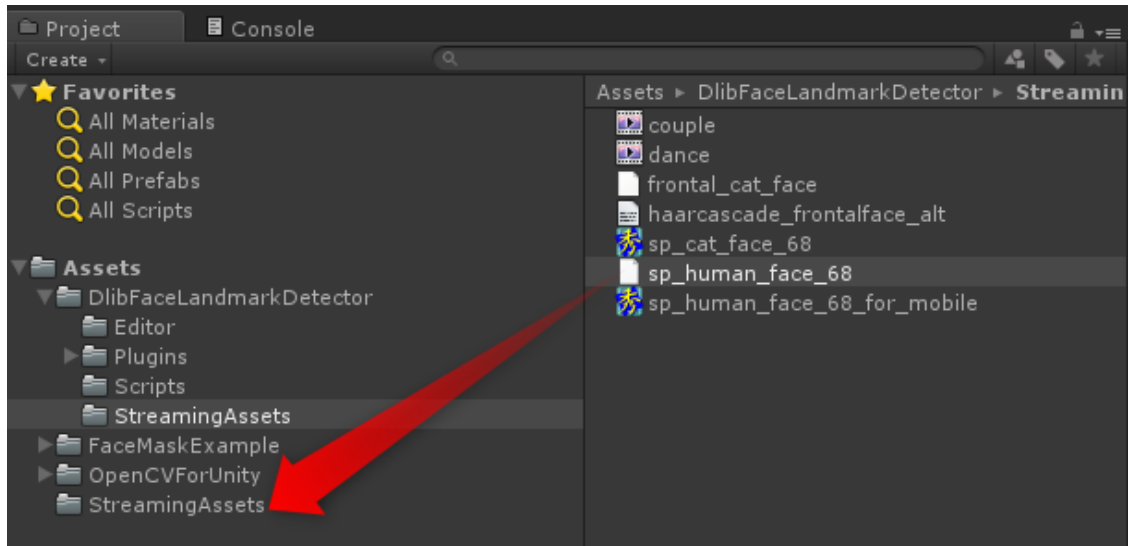 Project
Console
Create
Favorites
All Materials
All Models
All Prefabs
All Scripts
Assets
DlibFaceLandmarkDetector
Editor
Plugins
Scripts
StreamingAssets
FaceMaskExample
OpenCVForUnity
StreamingAssets
Assets ▸ DlibFaceLandmarkDetector ▸ Streamin
couple
dance
frontal_cat_face
haarcascade_frontalface_alt
sp_cat_face_68
sp_human_face_68
sp_human_face_68_for_mobile